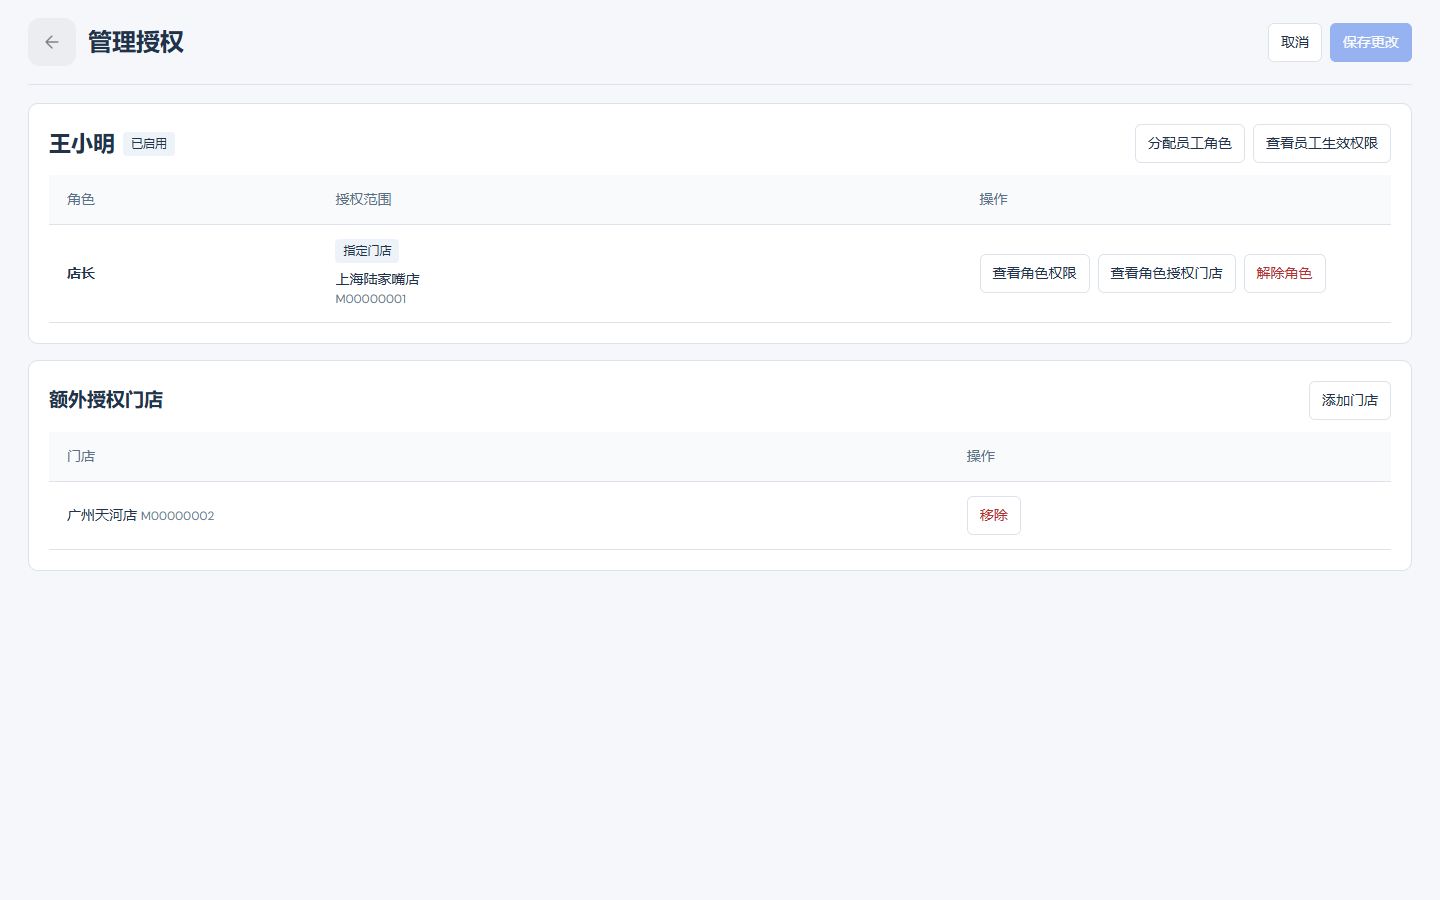 管理授权
取消
保存更改
王小明 已启用
分配员工角色
查看员工生效权限
角色 授权范围 操作
店长
指定门店
上海陆家嘴店
M00000001
查看角色权限
查看角色授权门店
解除角色
额外授权门店
添加门店
门店 操作
广州天河店 M00000002
移除